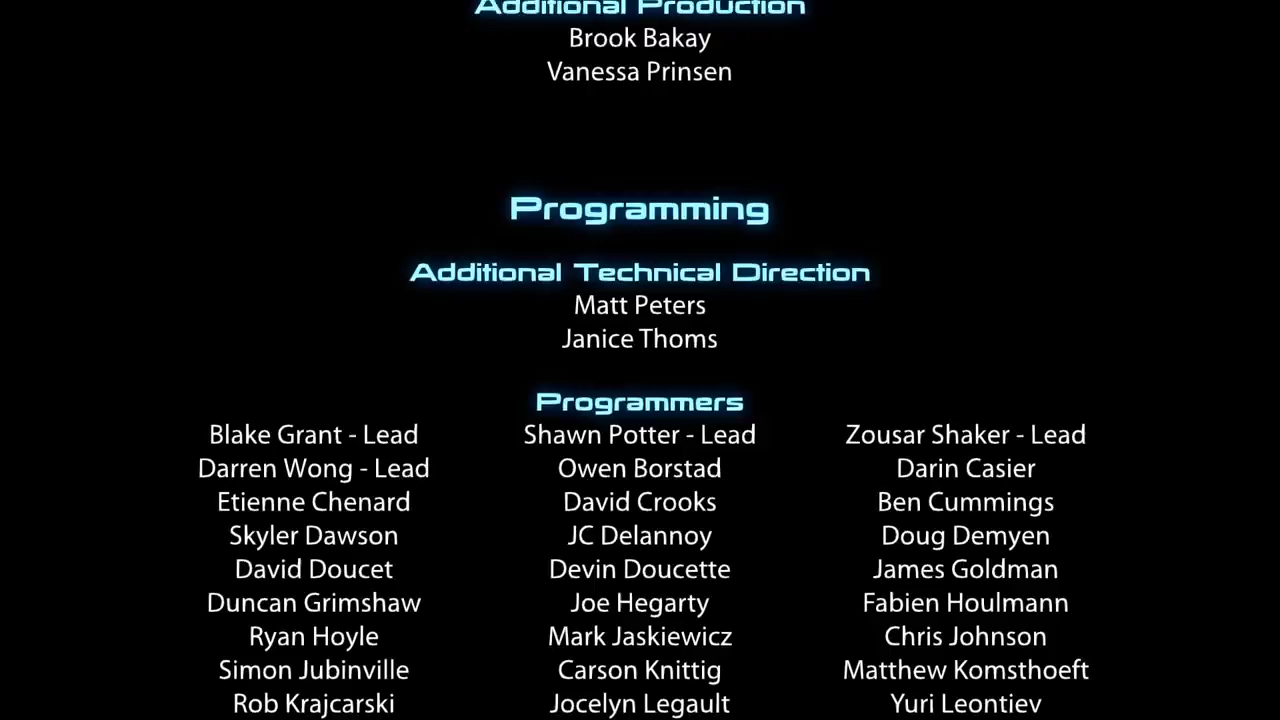 Additional Production
Brook Bakay
Vanessa Prinsen
Programming
Additional Technical Direction
Matt Peters
Janice Thoms
Programmers
Blake Grant - Lead Shawn Potter - Lead Zousar Shaker - Lead
Darren Wong - Lead Owen Borstad Darin Casier
Etienne Chenard David Crooks Ben Cummings
Skyler Dawson JC Delannoy Doug Demyen
David Doucet Devin Doucette James Goldman
Duncan Grimshaw Joe Hegarty Fabien Houlmann
Ryan Hoyle Mark Jaskiewicz Chris Johnson
Simon Jubinville Carson Knittig Matthew Komsthoeft
Rob Krajcarski Jocelyn Legault Yuri Leontiev